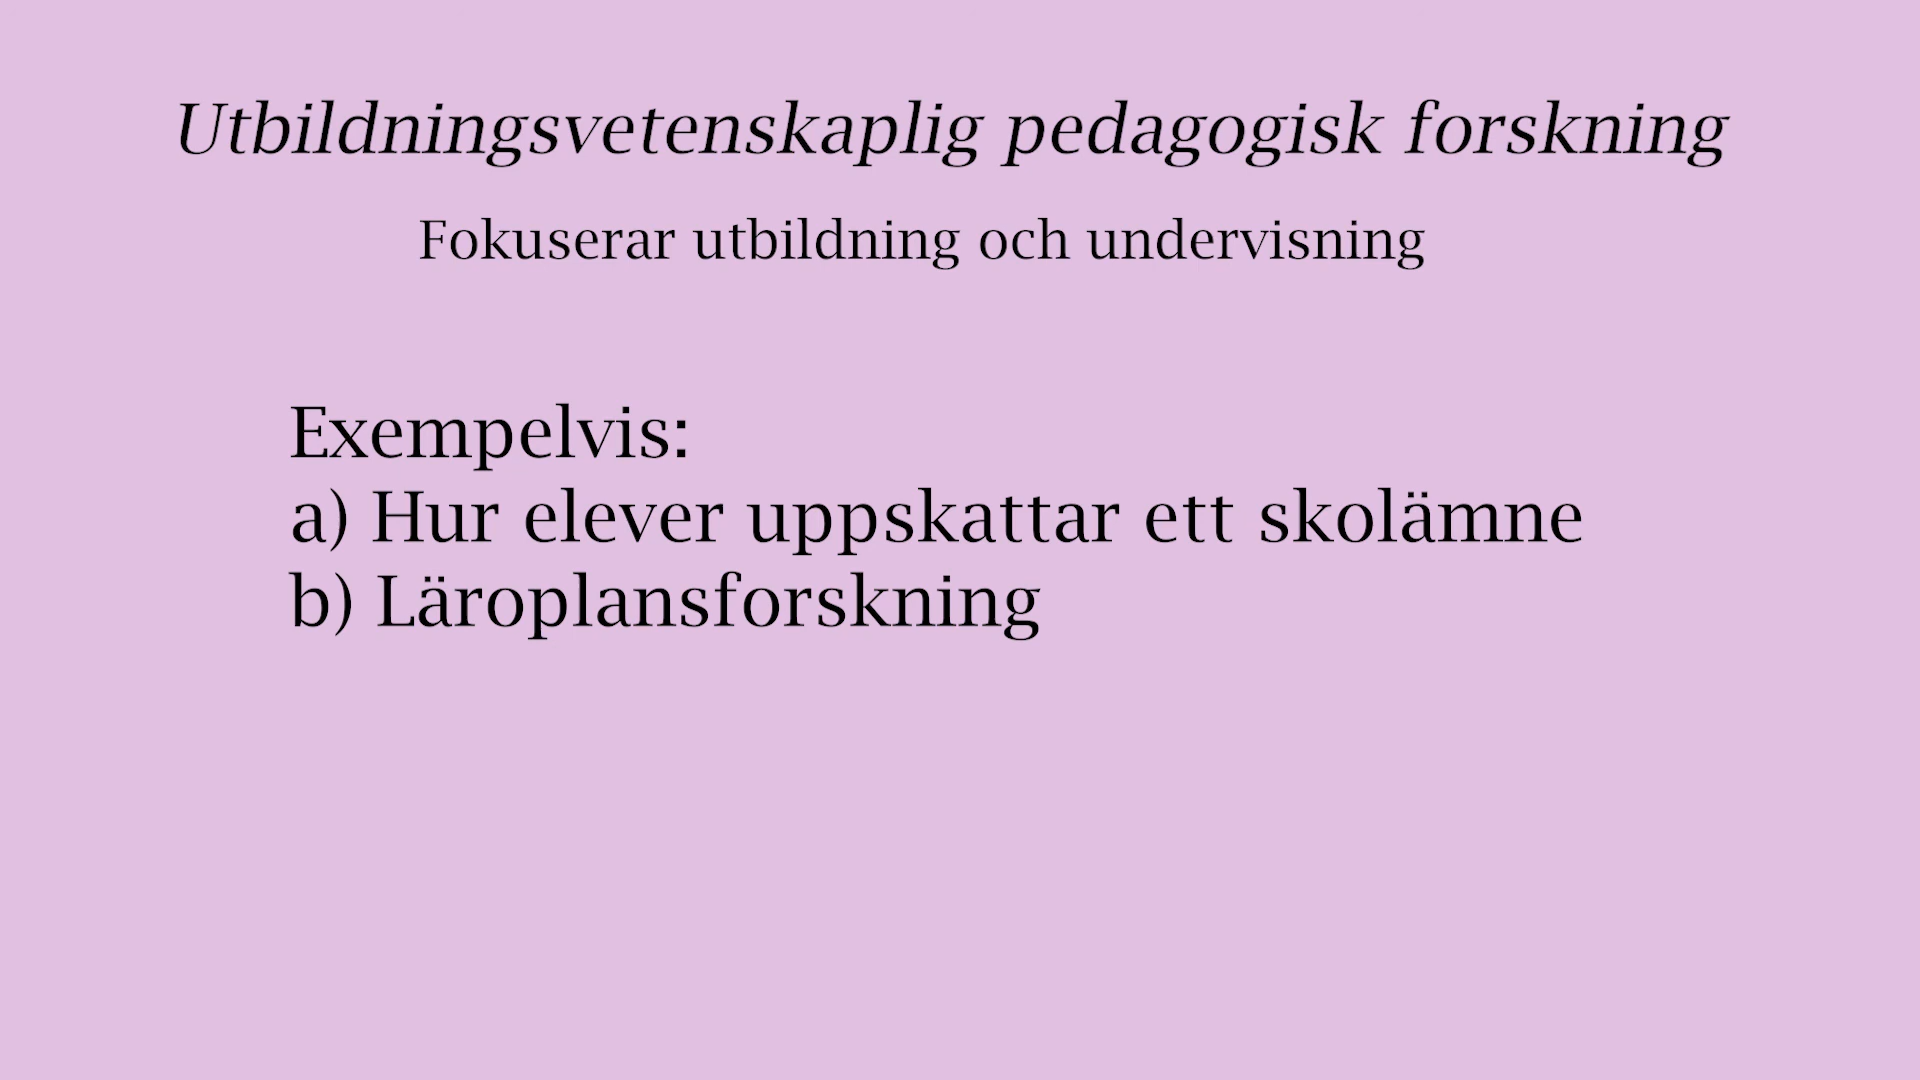 Utbildningsvetenskaplig pedagogisk forskning
Fokuserar utbildning och undervisning
Exempelvis:
a) Hur elever uppskattar ett skolämne
b) Läroplansforskning